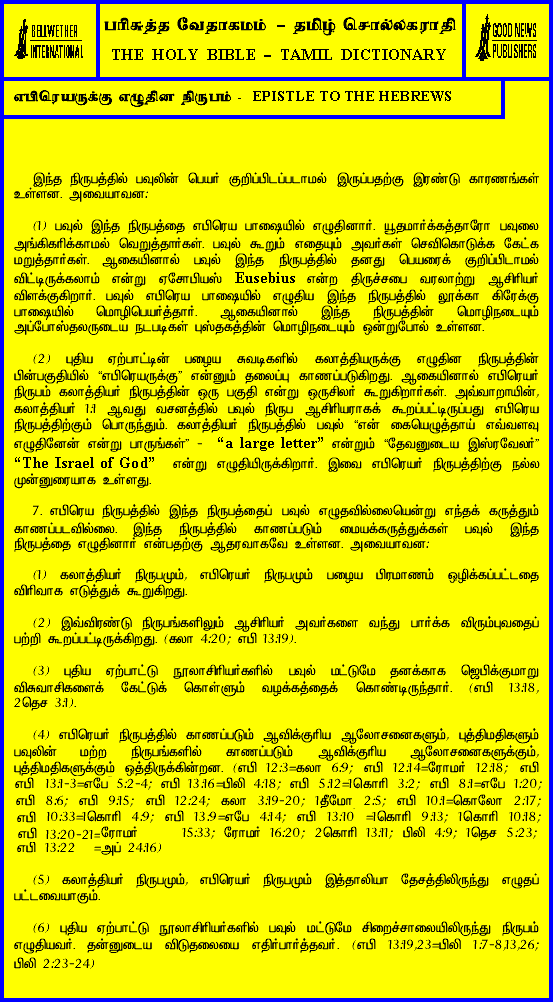 BELLWETHER
INTERNATIONAL
பரிசுத்த வேதாகமம் – தமிழ் சொல்லகராதி
THE HOLY BIBLE – TAMIL DICTIONARY
GOOD NEWS
PUBLISHERS
எபிரெயருக்கு எழுதின நிருபம் - EPISTLE TO THE HEBREWS
இந்த நிருபத்தில் பவுலின் பெயர் குறிப்பிடப்படாமல் இருப்பதற்கு இரண்டு காரணங்கள்
உள்ளன. அவையாவன:
(1) பவுல் இந்த நிருபத்தை எபிரெய பாஷையில் எழுதினார். யூதமார்க்கத்தாரோ பவுலை
அங்கிகரிக்காமல் வெறுத்தார்கள். பவுல் கூறும் எதையும் அவர்கள் செவிகொடுக்க கேட்க
மறுத்தார்கள். ஆகையினால் பவுல் இந்த நிருபத்தில் தனது பெயரைக் குறிப்பிடாமல்
விட்டிருக்கலாம் என்று ஏசோபியஸ் Eusebius என்ற திருச்சபை வரலாற்று ஆசிரியர்
விளக்குகிறார். பவுல் எபிரெய பாஷையில் எழுதிய இந்த நிருபத்தில் லூக்கா கிரேக்கு
பாஷையில் மொழிபெயர்த்தார். ஆகையினால் இந்த நிருபத்தின் மொழிநடையும்
அப்போஸ்தலருடைய நடபடிகள் புஸ்தகத்தின் மொழிநடையும் ஒன்றுபோல் உள்ளன.
(2) புதிய ஏற்பாட்டின் பழைய சுவடிகளில் கலாத்தியருக்கு எழுதின நிருபத்தின்
பின்பகுதியில் “எபிரெயருக்கு” என்னும் தலைப்பு காணப்படுகிறது. ஆகையினால் எபிரெயர்
நிருபம் கலாத்தியர் நிருபத்தின் ஒரு பகுதி என்று ஒருசிலர் கூறுகிறார்கள். அவ்வாறாயின்,
கலாத்தியர் 1:1 ஆவது வசனத்தில் பவுல் நிருப ஆசிரியராகக் கூறப்பட்டிருப்பது எபிரெய
நிருபத்திற்கும் பொருந்தும். கலாத்தியர் நிருபத்தில் பவுல் “என் கையெழுத்தாய் எவ்வளவு
எழுதினேன் என்று பாருங்கள்” - “a large letter” என்றும் “தேவனுடைய இஸ்ரவேலர்”
“The Israel of God” என்று எழுதியிருக்கிறார். இவை எபிரெயர் நிருபத்திற்கு நல்ல
முன்னுரையாக உள்ளது.
7. எபிரெய நிருபத்தில் இந்த நிருபத்தைப் பவுல் எழுதவில்லையென்று எந்தக் கருத்தும்
காணப்படவில்லை. இந்த நிருபத்தில் காணப்படும் மையக்கருத்துக்கள் பவுல் இந்த
நிருபத்தை எழுதினார் என்பதற்கு ஆதரவாகவே உள்ளன. அவையாவன:
(1) கலாத்தியர் நிருபமும், எபிரெயர் நிருபமும் பழைய பிரமாணம் ஒழிக்கப்பட்டதை
விரிவாக எடுத்துக் கூறுகிறது.
(2) இவ்விரண்டு நிருபங்களிலும் ஆசிரியர் அவர்களை வந்து பார்க்க விரும்புவதைப்
பற்றி கூறப்பட்டிருக்கிறது. (கலா 4:20; எபி 13:19).
(3) புதிய ஏற்பாட்டு நூலாசிரியர்களில் பவுல் மட்டுமே தனக்காக ஜெபிக்குமாறு
விசுவாசிகளைக் கேட்டுக் கொள்ளும் வழக்கத்தைக் கொண்டிருந்தார். (எபி 13:18,
2தெச 3:1).
(4) எபிரெயர் நிருபத்தில் காணப்படும் ஆவிக்குரிய ஆலோசனைகளும், புத்திமதிகளும்
பவுலின் மற்ற நிருபங்களில் காணப்படும் ஆவிக்குரிய ஆலோசனைகளுக்கும்,
புத்திமதிகளுக்கும் ஒத்திருக்கின்றன. (எபி 12:3=கலா 6:9; எபி 12:14=ரோமர் 12:18; எபி
எபி 13:1-3=எபே 5:2-4; எபி 13:16=பிலி 4:18; எபி 5:12=1கொரி 3:2; எபி 8:1=எபே 1:20;
எபி 8:6; எபி 9:15; எபி 12:24; கலா 3:19-20; 1தீமோ 2:5; எபி 10:1=கொலோ 2:17;
எபி 10:33=1கொரி 4:9; எபி 13:9=எபே 4:14; எபி 13:10 =1கொரி 9:13; 1கொரி 10:18;
எபி 13:20-21=ரோமர் 15:33; ரோமர் 16:20; 2கொரி 13:11; பிலி 4:9; 1தெச 5:23;
எபி 13:22 =அப் 24:16)
(5) கலாத்தியர் நிருபமும், எபிரெயர் நிருபமும் இத்தாலியா தேசத்திலிருந்து எழுதப்
பட்டவையாகும்.
(6) புதிய ஏற்பாட்டு நூலாசிரியர்களில் பவுல் மட்டுமே சிறைச்சாலையிலிருந்து நிருபம்
எழுதியவர். தன்னுடைய விடுதலையை எதிர்பார்த்தவர். (எபி 13:19,23=பிலி 1:7-8,13,26;
பிலி 2:23-24)